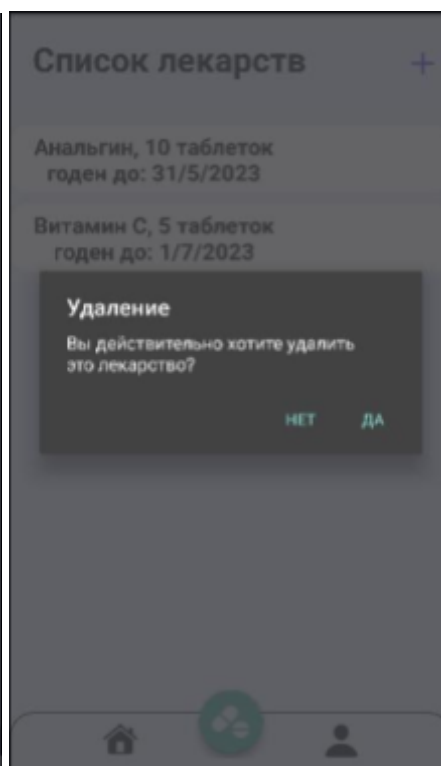 Список лекарств +
Анальгин, 10 таблеток
годен до: 31/5/2023
Витамин С, 5 таблеток
годен до: 1/7/2023
Удаление
Вы действительно хотите удалить
это лекарство?
НЕТ ДА